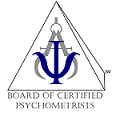 BOARD OF CERTIFIED
PSYCHOMETRISTS